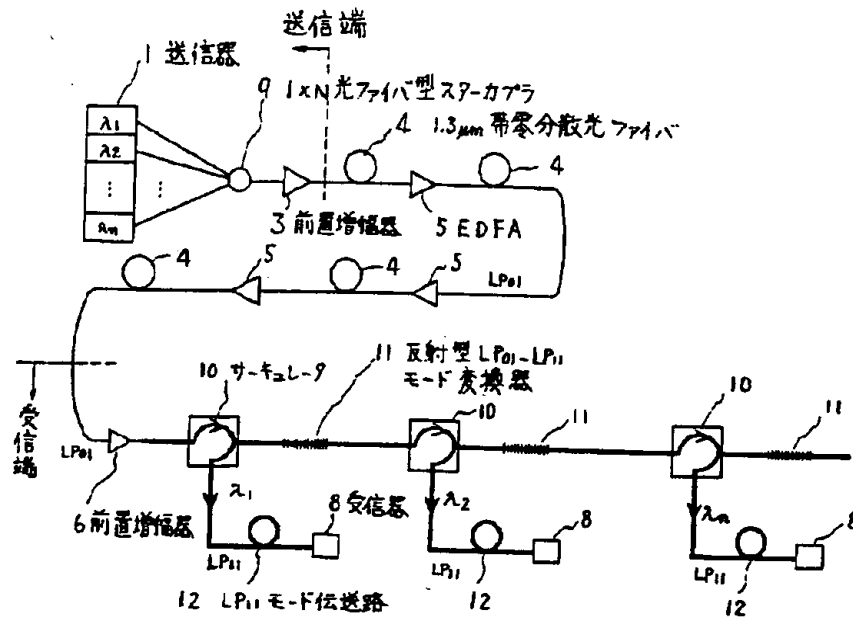 送信端
1 送信器
9 1×N光ファイバ型スターカプラ
4 1.3μm帯零分散光ファイバ
4
λ1
λ2
⋮
⋮
λn
3 前置増幅器
5 EDFA
4
5
4
5
LP01
受信端
LP01
6 前置増幅器
10 サーキュレータ
11 反射型LP01-LP11
モード変換器
10
11
10
11
λ1
λ2
λn
8 受信器
8
8
LP11
LP11
LP11
12 LP11モード伝送路
12
12